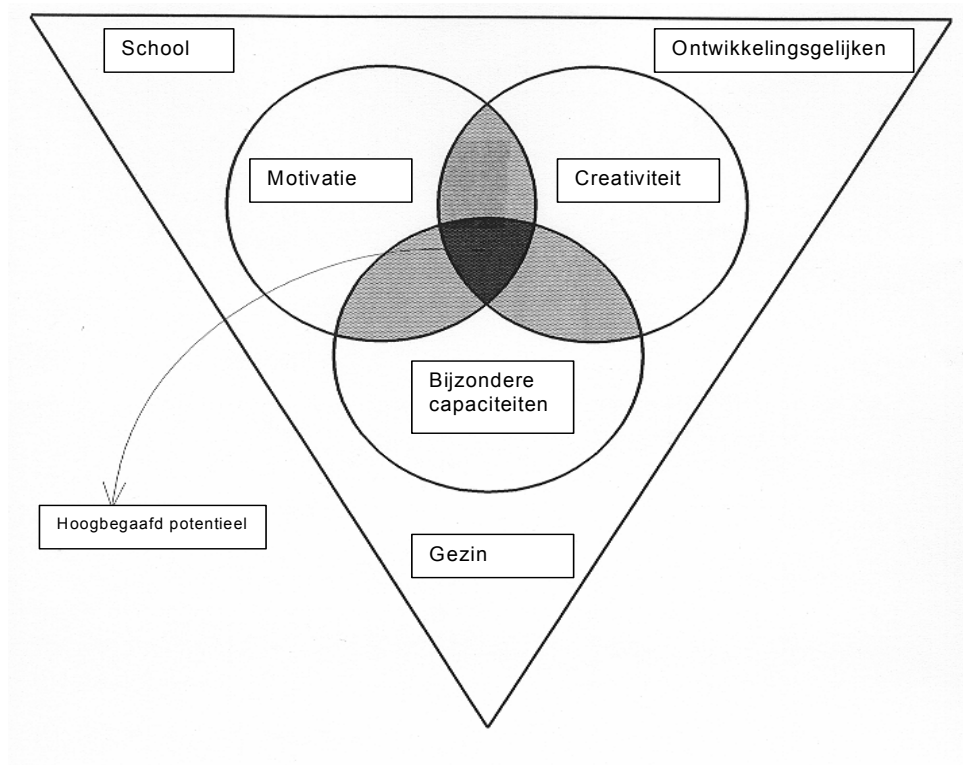 School
Ontwikkelingsgelijken
Motivatie
Creativiteit
Bijzondere
capaciteiten
Hoogbegaafd potentieel
Gezin